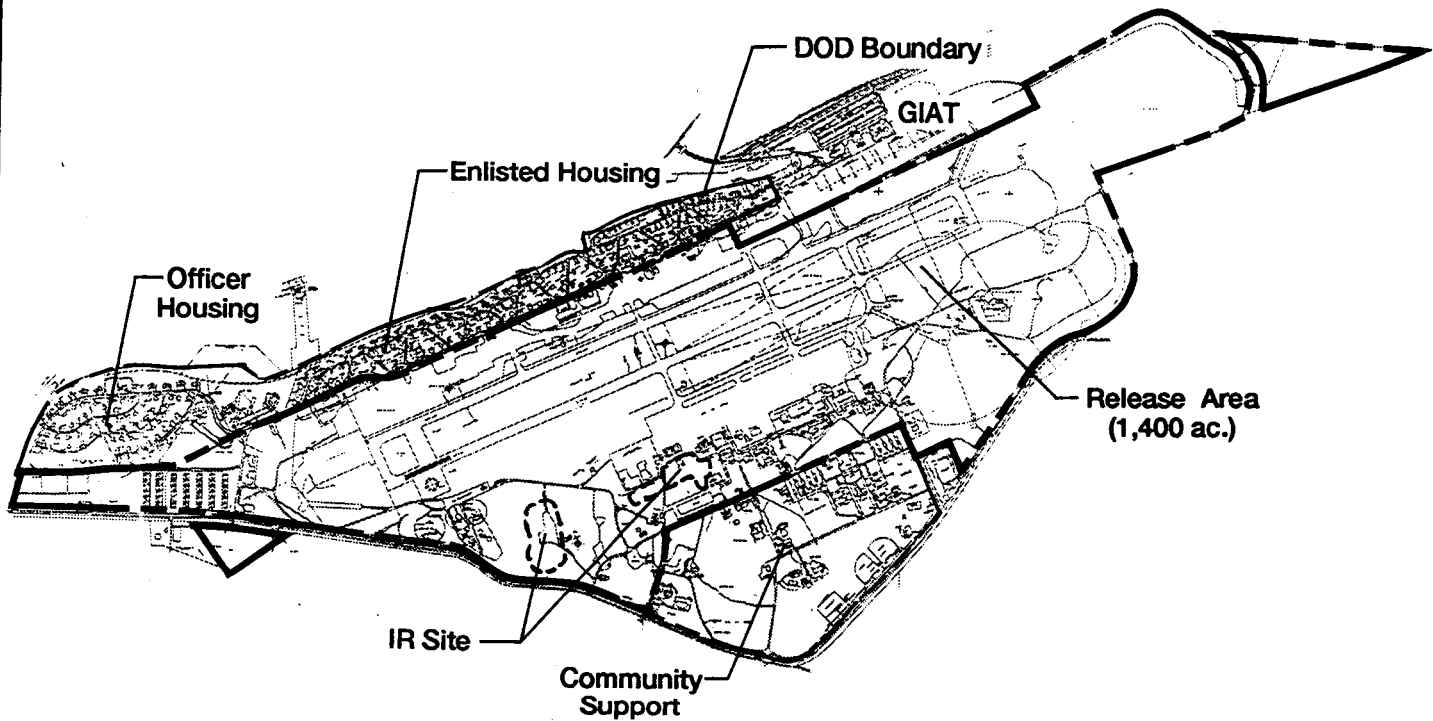 DOD Boundary
GIAT
Enlisted Housing
Officer
Housing
Release Area
(1,400 ac.)
IR Site
Community
Support